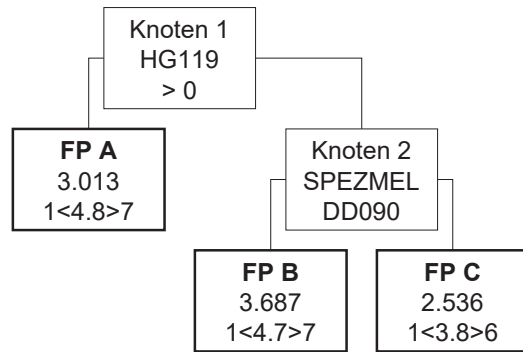 Knoten 1
HG119
> 0
FP A
3.013
1<4.8>7
Knoten 2
SPEZMEL
DD090
FP B
3.687
1<4.7>7
FP C
2.536
1<3.8>6